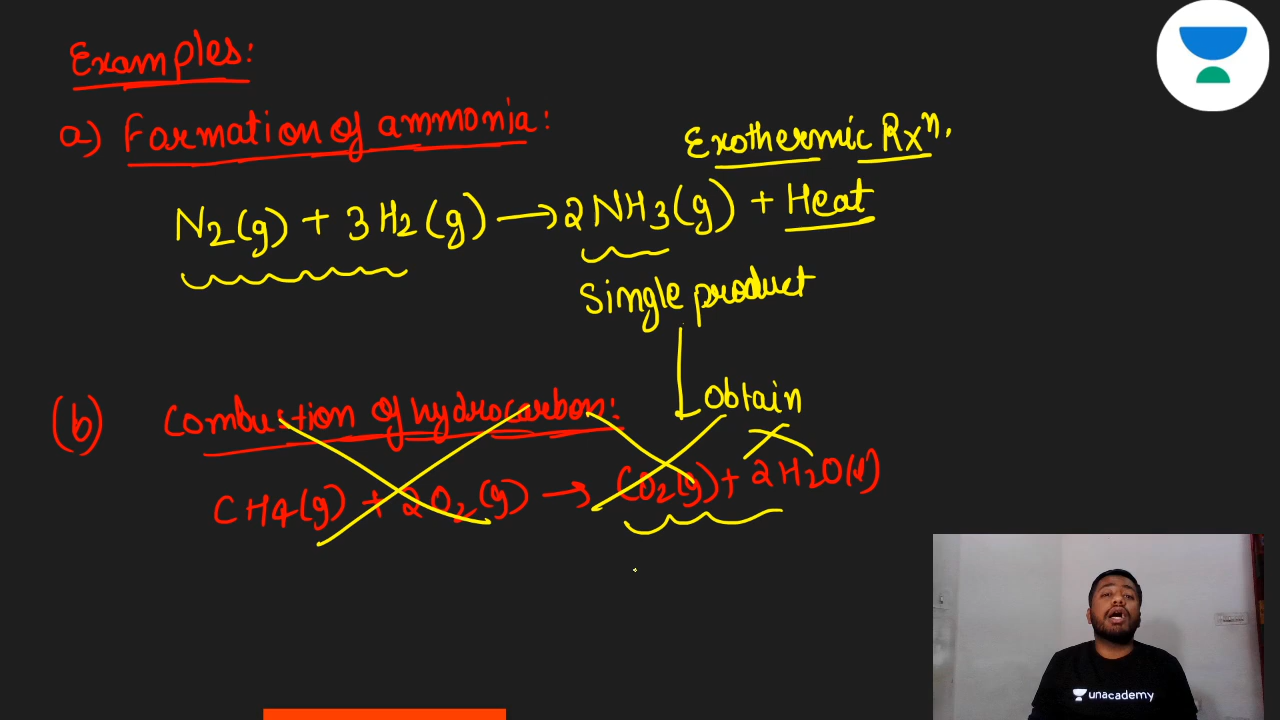 Examples:
a) Formation of ammonia:
Exothermic Rxⁿ.
N2(g) + 3H2(g) → 2NH3(g) + Heat
Single product
Obtain
(b) Combustion of hydrocarbon:
CH4(g) + 2O2(g) → CO2(g) + 2H2O(l)
unacademy